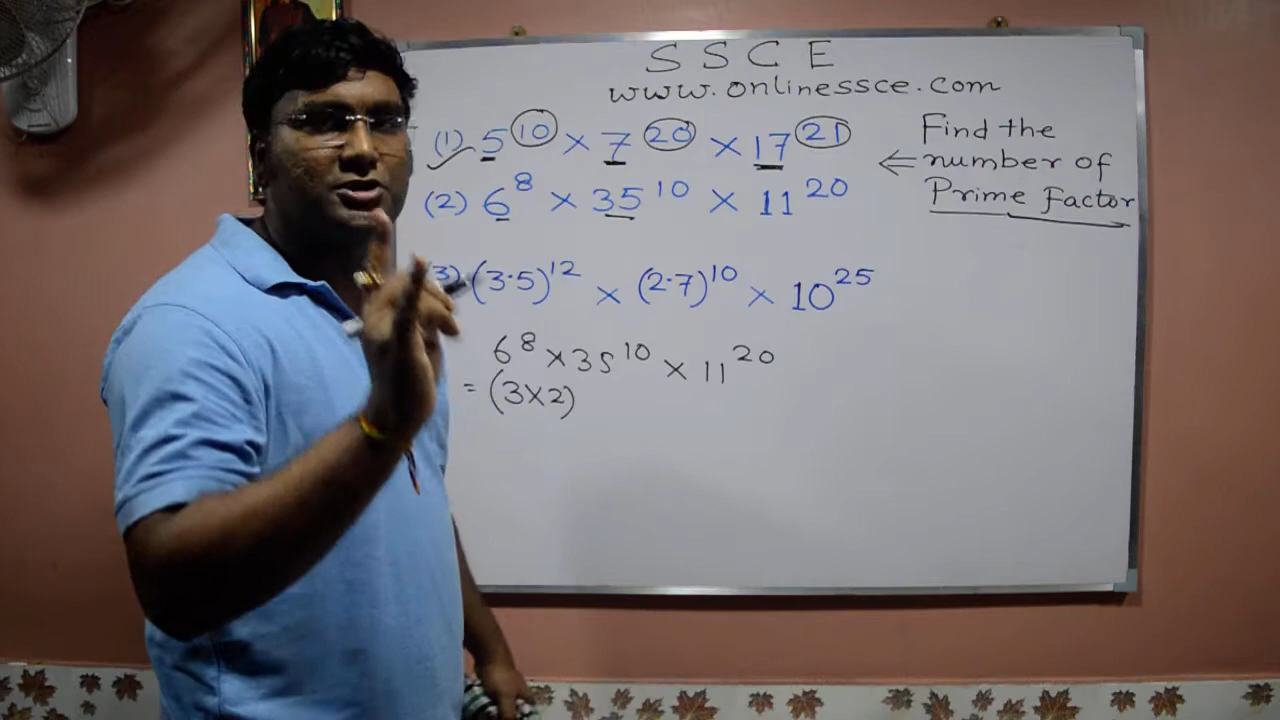 SSCE
www.onlinessce.com
(1) 5^10 × 7^20 × 17^21
(2) 6^8 × 35^10 × 11^20
3) (3·5)^12 × (2·7)^10 × 10^25
⇐ Find the
number of
Prime Factor
6^8 × 35^10 × 11^20
= (3×2)